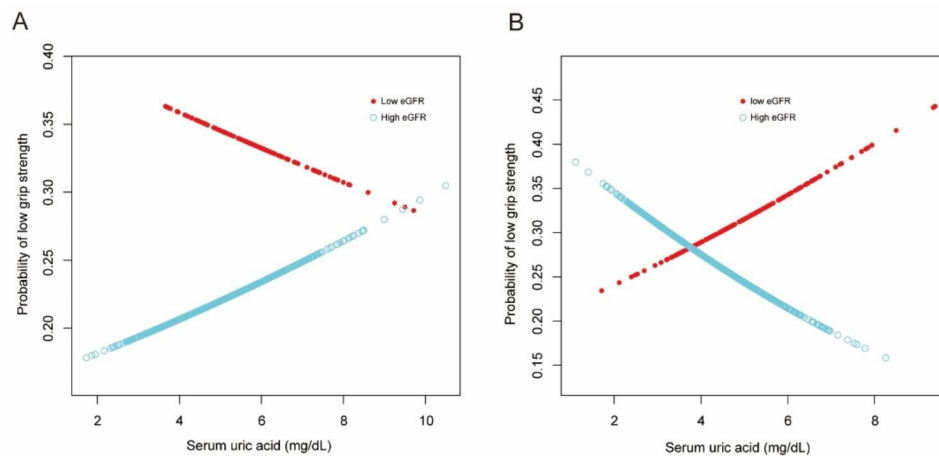 A
Probability of low grip strength
0.40
0.35
0.30
0.25
0.20
Low eGFR
High eGFR
2 4 6 8 10
Serum uric acid (mg/dL)
B
Probability of low grip strength
0.45
0.40
0.35
0.30
0.25
0.20
0.15
low eGFR
High eGFR
2 4 6 8
Serum uric acid (mg/dL)